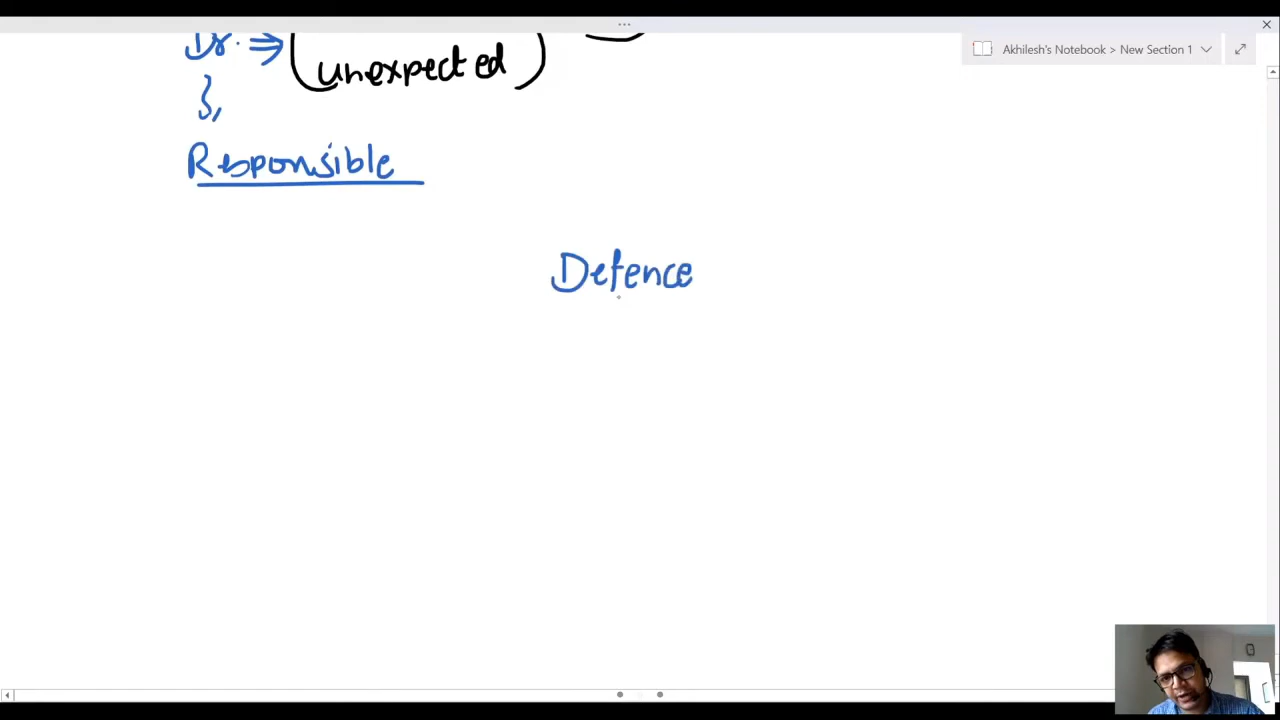 Akhilesh's Notebook > New Section 1
Dr. ⇒ (unexpected)
Responsible
Defence